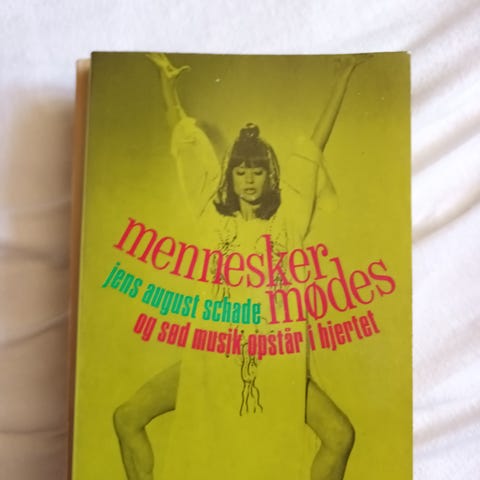 mennesker
mødes
jens august schade
og sød musik opstår i hjertet